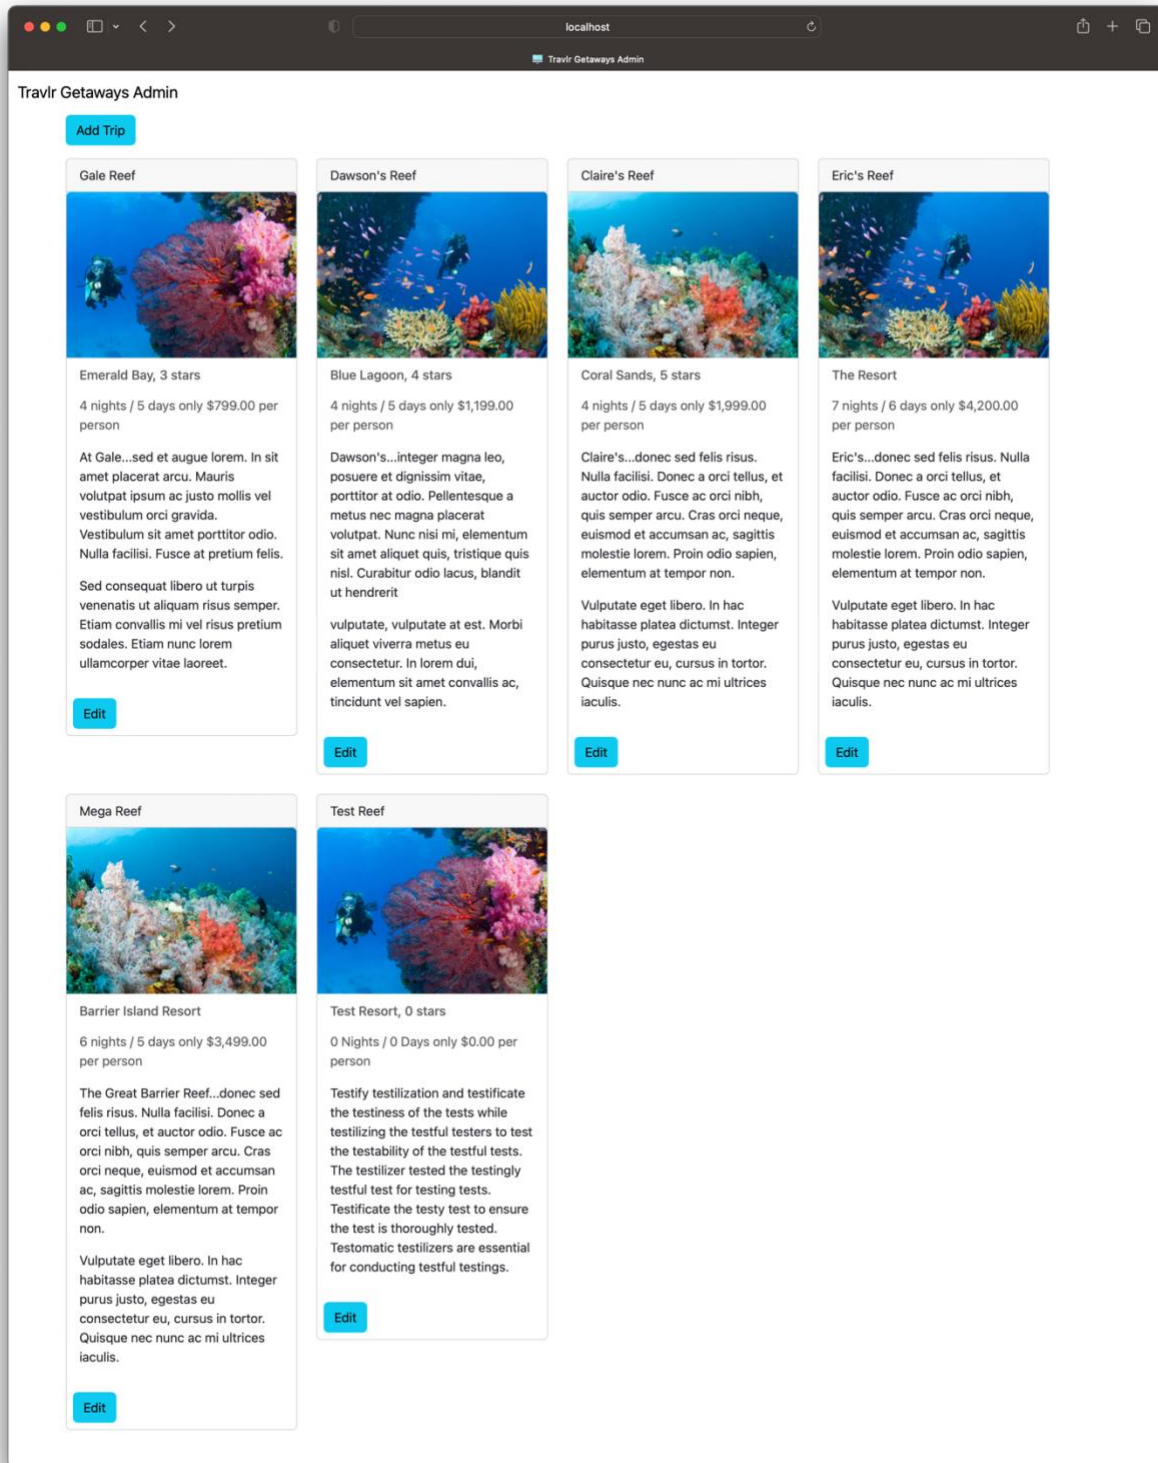 localhost
Travlr Getaways Admin
Travlr Getaways Admin
Add Trip
Gale Reef
Emerald Bay, 3 stars
4 nights / 5 days only $799.00 per
person
At Gale...sed et augue lorem. In sit
amet placerat arcu. Mauris
volutpat ipsum ac justo mollis vel
vestibulum orci gravida.
Vestibulum sit amet porttitor odio.
Nulla facilisi. Fusce at pretium felis.
Sed consequat libero ut turpis
venenatis ut aliquam risus semper.
Etiam convallis mi vel risus pretium
sodales. Etiam nunc lorem
ullamcorper vitae laoreet.
Edit
Dawson's Reef
Blue Lagoon, 4 stars
4 nights / 5 days only $1,199.00
per person
Dawson's...integer magna leo,
posuere et dignissim vitae,
porttitor at odio. Pellentesque a
metus nec magna placerat
volutpat. Nunc nisi mi, elementum
sit amet aliquet quis, tristique quis
nisl. Curabitur odio lacus, blandit
ut hendrerit
vulputate, vulputate at est. Morbi
aliquet viverra metus eu
consectetur. In lorem dui,
elementum sit amet convallis ac,
tincidunt vel sapien.
Edit
Claire's Reef
Coral Sands, 5 stars
4 nights / 5 days only $1,999.00
per person
Claire's...donec sed felis risus.
Nulla facilisi. Donec a orci tellus, et
auctor odio. Fusce ac orci nibh,
quis semper arcu. Cras orci neque,
euismod et accumsan ac, sagittis
molestie lorem. Proin odio sapien,
elementum at tempor non.
Vulputate eget libero. In hac
habitasse platea dictumst. Integer
purus justo, egestas eu
consectetur eu, cursus in tortor.
Quisque nec nunc ac mi ultrices
iaculis.
Edit
Eric's Reef
The Resort
7 nights / 6 days only $4,200.00
per person
Eric's...donec sed felis risus. Nulla
facilisi. Donec a orci tellus, et
auctor odio. Fusce ac orci nibh,
quis semper arcu. Cras orci neque,
euismod et accumsan ac, sagittis
molestie lorem. Proin odio sapien,
elementum at tempor non.
Vulputate eget libero. In hac
habitasse platea dictumst. Integer
purus justo, egestas eu
consectetur eu, cursus in tortor.
Quisque nec nunc ac mi ultrices
iaculis.
Edit
Mega Reef
Barrier Island Resort
6 nights / 5 days only $3,499.00
per person
The Great Barrier Reef...donec sed
felis risus. Nulla facilisi. Donec a
orci tellus, et auctor odio. Fusce ac
orci nibh, quis semper arcu. Cras
orci neque, euismod et accumsan
ac, sagittis molestie lorem. Proin
odio sapien, elementum at tempor
non.
Vulputate eget libero. In hac
habitasse platea dictumst. Integer
purus justo, egestas eu
consectetur eu, cursus in tortor.
Quisque nec nunc ac mi ultrices
iaculis.
Edit
Test Reef
Test Resort, 0 stars
0 Nights / 0 Days only $0.00 per
person
Testify testilization and testificate
the testiness of the tests while
testilizing the testful testers to test
the testability of the testful tests.
The testilizer tested the testingly
testful test for testing tests.
Testificate the testy test to ensure
the test is thoroughly tested.
Testomatic testilizers are essential
for conducting testful testings.
Edit